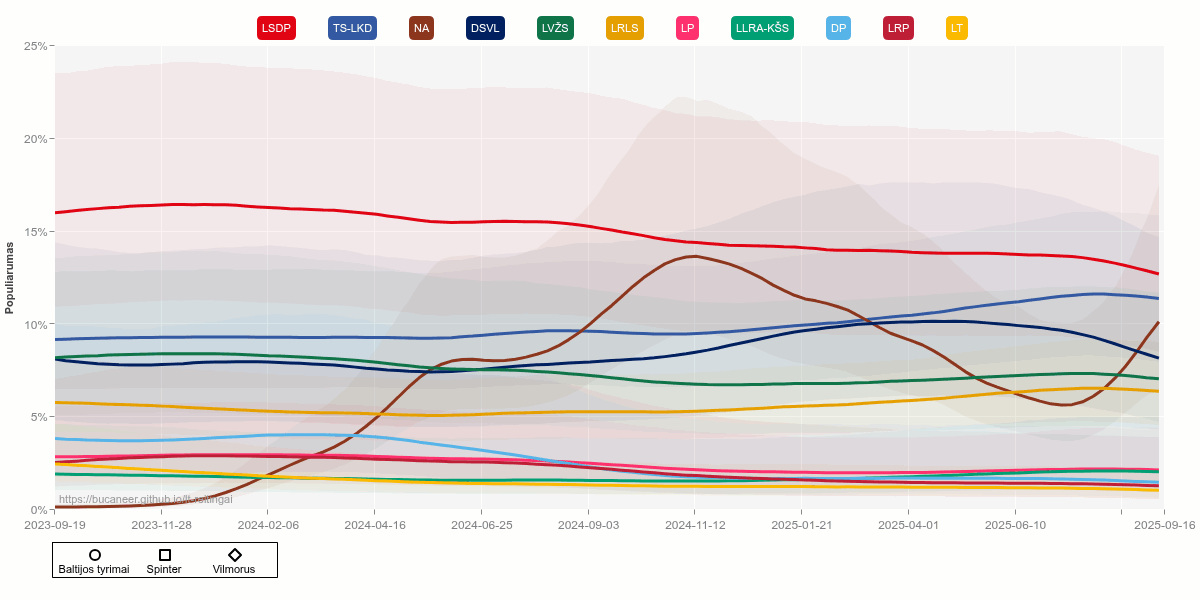 LSDP TS-LKD NA DSVL LVŽS LRLS LP LLRA-KŠS DP LRP LT
25%
20%
15%
10%
5%
0%
Populiarumas
https://bucaneer.github.io/lt-reitingai
2023-09-19 2023-11-28 2024-02-06 2024-04-16 2024-06-25 2024-09-03 2024-11-12 2025-01-21 2025-04-01 2025-06-10 2025-09-16
Baltijos tyrimai Spinter Vilmorus